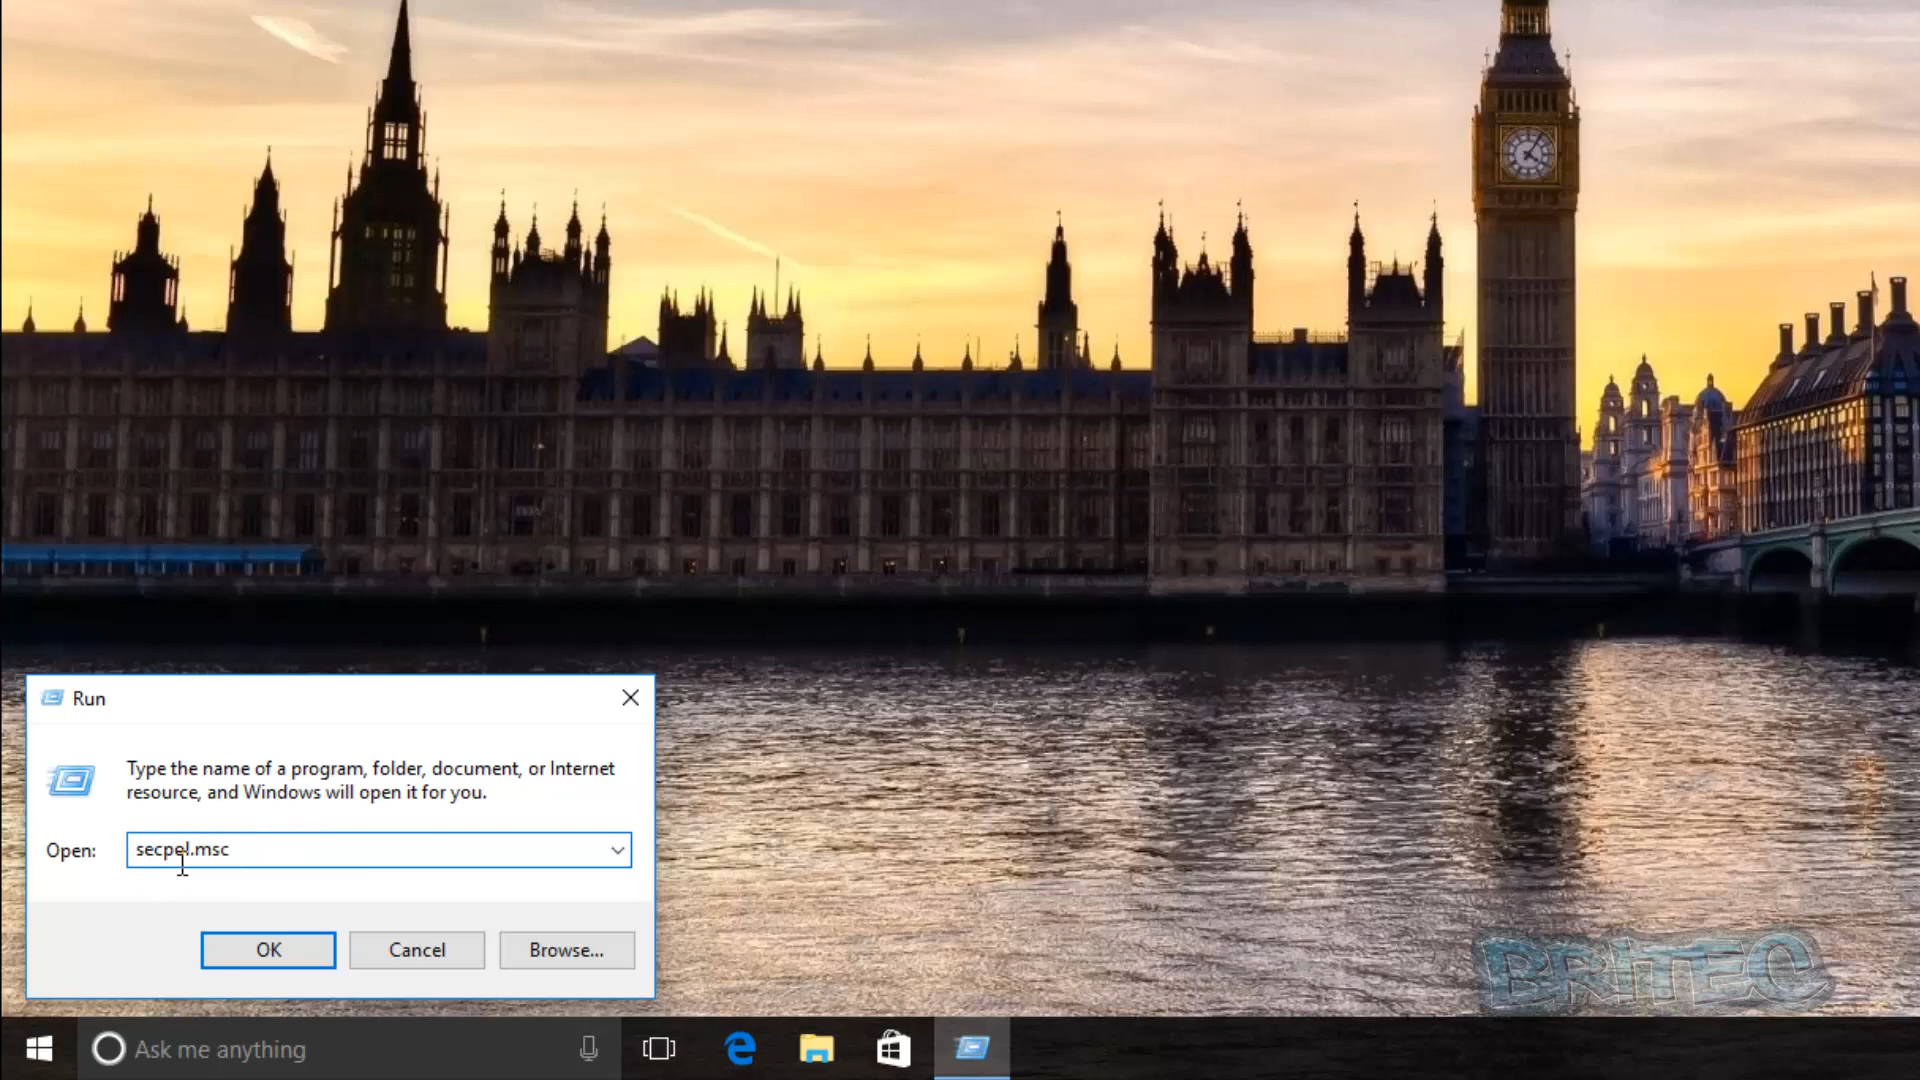 Run
Type the name of a program, folder, document, or Internet
resource, and Windows will open it for you.
Open:
secpol.msc
OK
Cancel
Browse...
BRITEC
Ask me anything